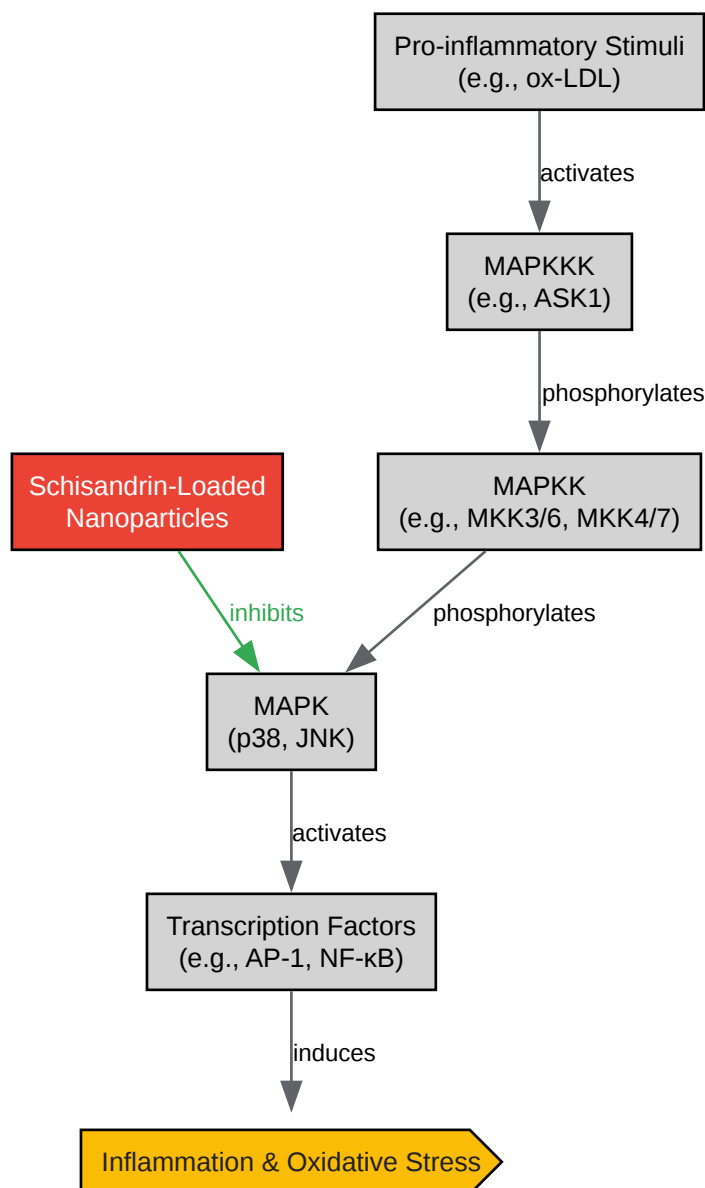 Pro-inflammatory Stimuli
(e.g., ox-LDL)
activates
MAPKKK
(e.g., ASK1)
phosphorylates
Schisandrin-Loaded
Nanoparticles
MAPKK
(e.g., MKK3/6, MKK4/7)
inhibits
phosphorylates
MAPK
(p38, JNK)
activates
Transcription Factors
(e.g., AP-1, NF-κB)
induces
Inflammation & Oxidative Stress